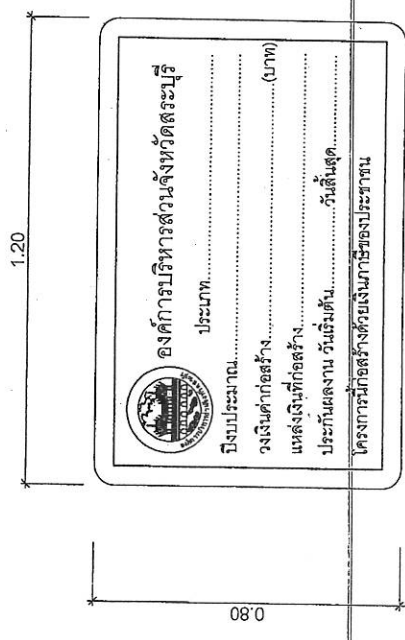 1.20
0.80
องค์การบริหารส่วนจังหวัดสระบุรี
ประเภท..............................
ปีงบประมาณ..............................
วงเงินค่าก่อสร้าง..............................(บาท)
แหล่งเงินที่ก่อสร้าง..............................
ประกันผลงาน วันเริ่มต้น....................วันสิ้นสุด....................
โครงการนี้ก่อสร้างด้วยเงินภาษีของประชาชน